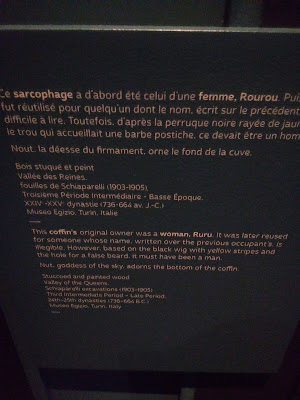 Ce sarcophage a d'abord été celui d'une femme, Rourou. Pui
fut réutilisé pour quelqu'un dont le nom, écrit sur le précédent
difficile à lire. Toutefois, d'après la perruque noire rayée de jaun
le trou qui accueillait une barbe postiche, ce devait être un hom
Nout, la déesse du firmament, orne le fond de la cuve.
Bois stuqué et peint
Vallée des Reines,
fouilles de Schiaparelli (1903-1905)
Troisième Période Intermédiaire - Basse Époque,
XXIVᵉ-XXVᵉ dynastie (736-664 av. J.-C.)
Museo Egizio, Turin, Italie
This coffin's original owner was a woman, Ruru. It was later reused
for someone whose name, written over the previous occupant's, is
illegible. However, based on the black wig with yellow stripes and
the hole for a false beard, it must have been a man.
Nut, goddess of the sky, adorns the bottom of the coffin.
Stuccoed and painted wood
Valley of the Queens,
Schiaparelli excavations (1903-1905)
Third Intermediate Period - Late Period,
24th-25th dynasties (736-664 B.C.)
Museo Egizio, Turin, Italy